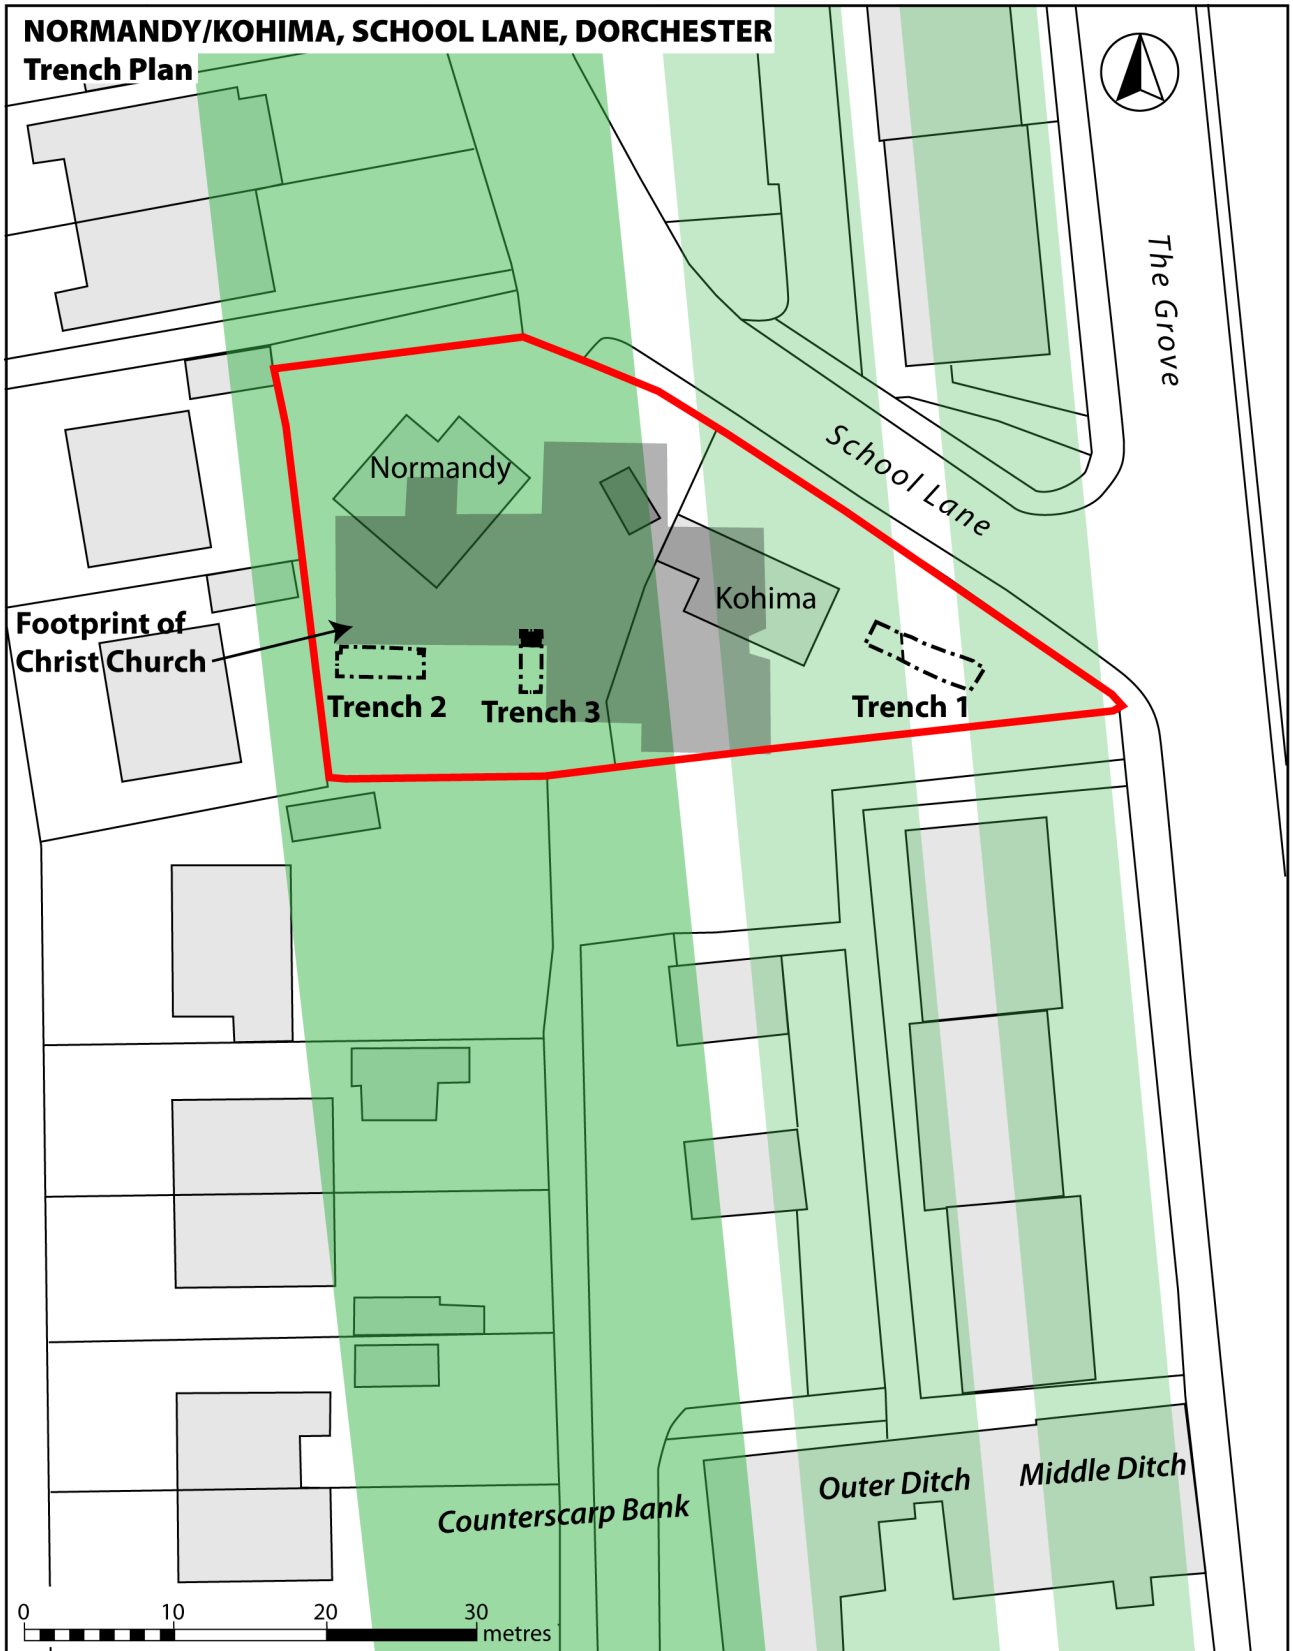 NORMANDY/KOHIMA, SCHOOL LANE, DORCHESTER
Trench Plan
The Grove
School Lane
Normandy
Kohima
Footprint of
Christ Church
Trench 2
Trench 3
Trench 1
Counterscarp Bank
Outer Ditch
Middle Ditch
0 10 20 30
metres